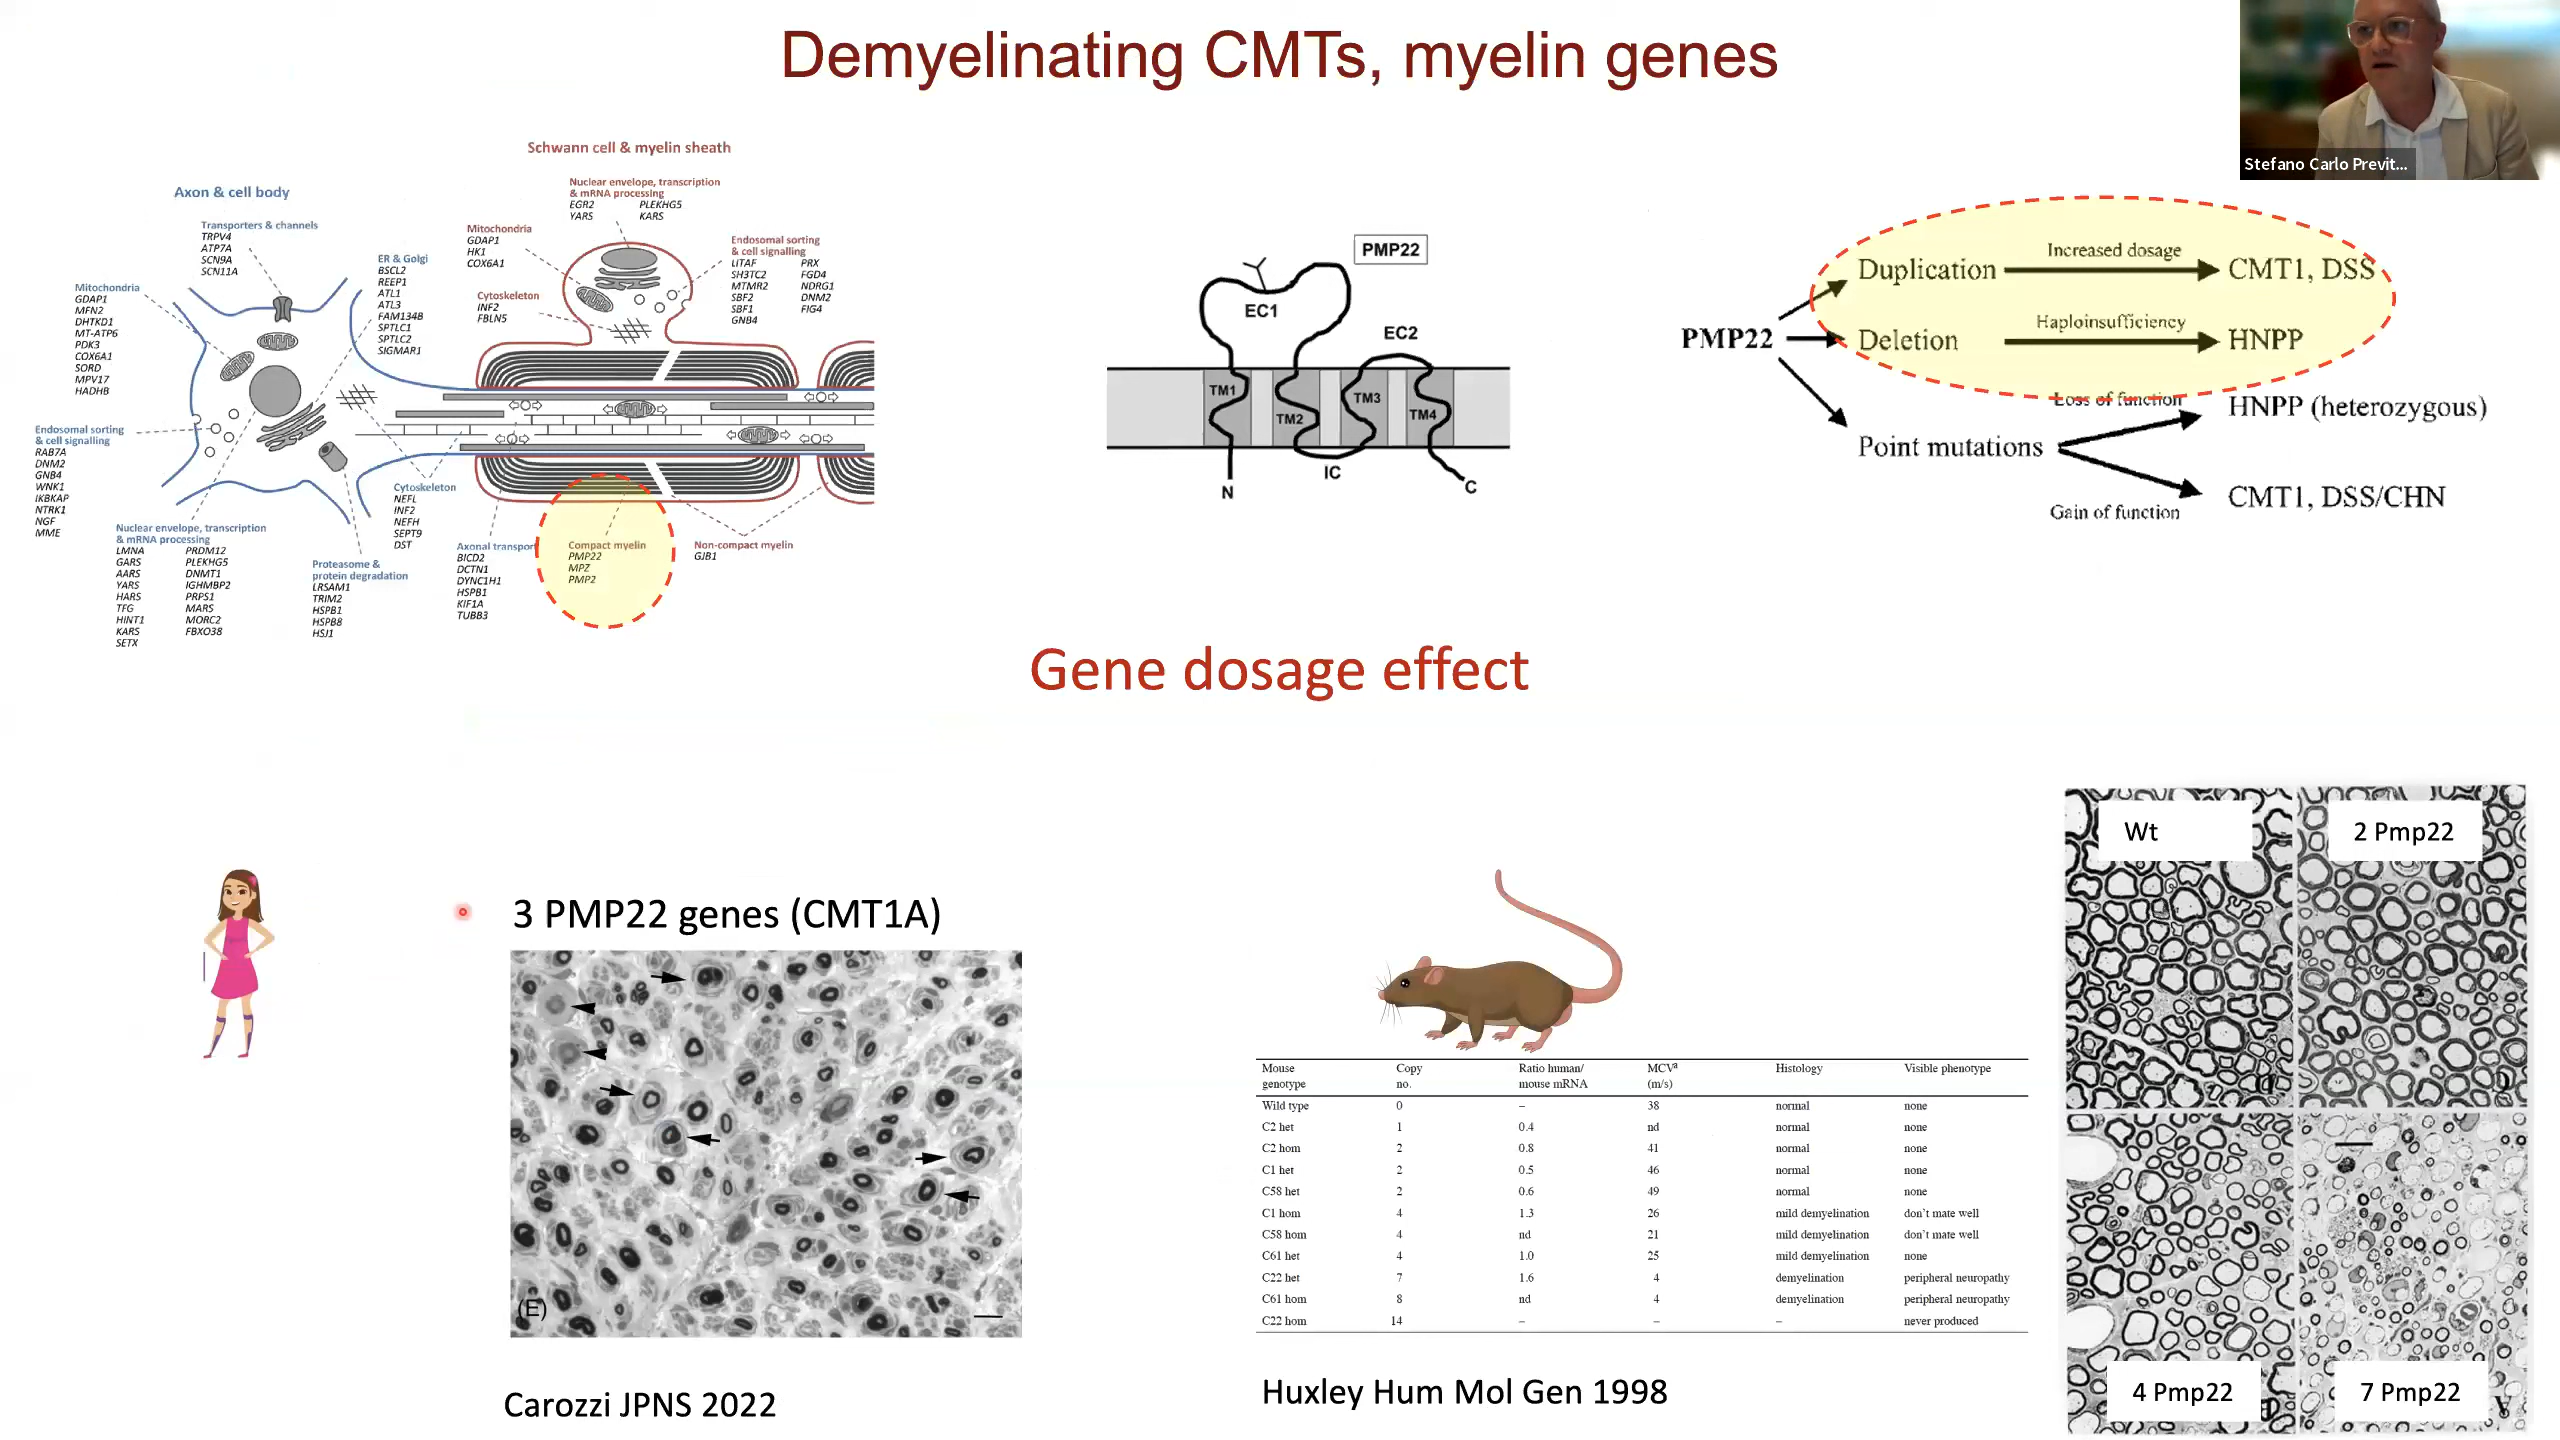 Demyelinating CMTs, myelin genes
Stefano Carlo Previt...
Schwann cell & myelin sheath
Axon & cell body
Nuclear envelope, transcription
& mRNA processing
EGR2 PLEKHG5
YARS KARS
Mitochondria
GDAP1
HK1
COX6A1
Cytoskeleton
INF2
FBLN5
Endosomal sorting
& cell signalling
LITAF PRX
SH3TC2 FGD4
MTMR2 NDRG1
SBF2 DNM2
SBF1 FIG4
GNB4
Transporters & channels
TRPV4
ATP7A
SCN9A
SCN11A
ER & Golgi
BSCL2
REEP1
ATL1
ATL3
FAM134B
SPTLC1
SPTLC2
SIGMAR1
Mitochondria
GDAP1
MFN2
DHTKD1
MT-ATP6
PDK3
COX6A1
SORD
MPV17
HADHB
Endosomal sorting
& cell signalling
RAB7A
DNM2
GNB4
WNK1
IKBKAP
NTRK1
NGF
MME
Nuclear envelope, transcription
& mRNA processing
LMNA PRDM12
GARS PLEKHG5
AARS DNMT1
YARS IGHMBP2
HARS PRPS1
TFG MARS
HINT1 MORC2
KARS FBXO38
SETX
Proteasome &
protein degradation
LRSAM1
TRIM2
HSPB1
HSPB8
HSJ1
Cytoskeleton
NEFL
INF2
NEFH
SEPT9
DST
Axonal transport
BICD2
DCTN1
DYNC1H1
HSPB1
KIF1A
TUBB3
Compact myelin
PMP22
MPZ
PMP2
Non-compact myelin
GJB1
PMP22
EC1
EC2
TM1
TM2
TM3
TM4
IC
N
C
PMP22
Duplication
Increased dosage
CMT1, DSS
Deletion
Haploinsufficiency
HNPP
Point mutations
Loss of function
HNPP (heterozygous)
Gain of function
CMT1, DSS/CHN
Gene dosage effect
3 PMP22 genes (CMT1A)
(E)
Carozzi JPNS 2022
Mouse genotype Copy no. Ratio human/ mouse mRNA MCVa (m/s) Histology Visible phenotype
Wild type 0 – 38 normal none
C2 het 1 0.4 nd normal none
C2 hom 2 0.8 41 normal none
C1 het 2 0.5 46 normal none
C58 het 2 0.6 49 normal none
C1 hom 4 1.3 26 mild demyelination don't mate well
C58 hom 4 nd 21 mild demyelination don't mate well
C61 het 4 1.0 25 mild demyelination none
C22 het 7 1.6 4 demyelination peripheral neuropathy
C61 hom 8 nd 4 demyelination peripheral neuropathy
C22 hom 14 – – – never produced
Huxley Hum Mol Gen 1998
Wt
2 Pmp22
4 Pmp22
7 Pmp22